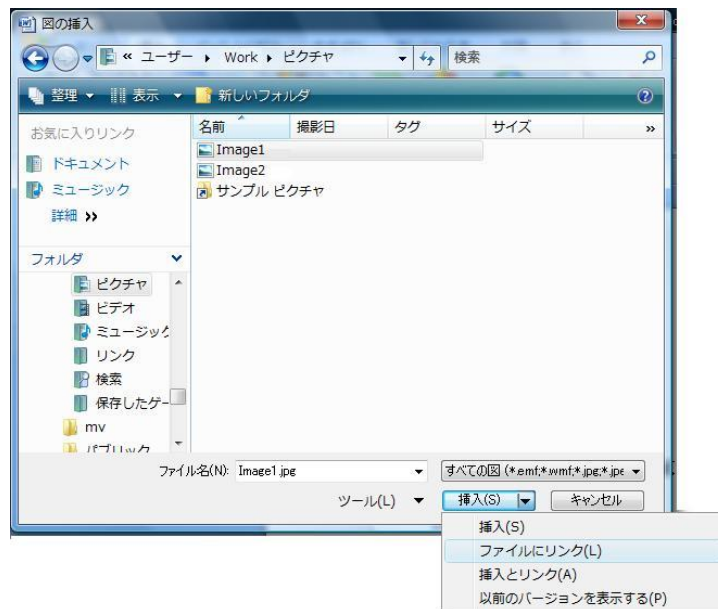 図の挿入
« ユーザー ▸ Work ▸ ピクチャ
検索
整理 表示 新しいフォルダ
お気に入りリンク
ドキュメント
ミュージック
詳細 »
名前 撮影日 タグ サイズ »
Image1
Image2
サンプル ピクチャ
フォルダ
ピクチャ
ビデオ
ミュージック
リンク
検索
保存したゲー
mv
パブリック
ファイル名(N): Image1.jpg
すべての図 (*.emf;*.wmf;*.jpg;*.jpe
ツール(L) 挿入(S) キャンセル
挿入(S)
ファイルにリンク(L)
挿入とリンク(A)
以前のバージョンを表示する(P)